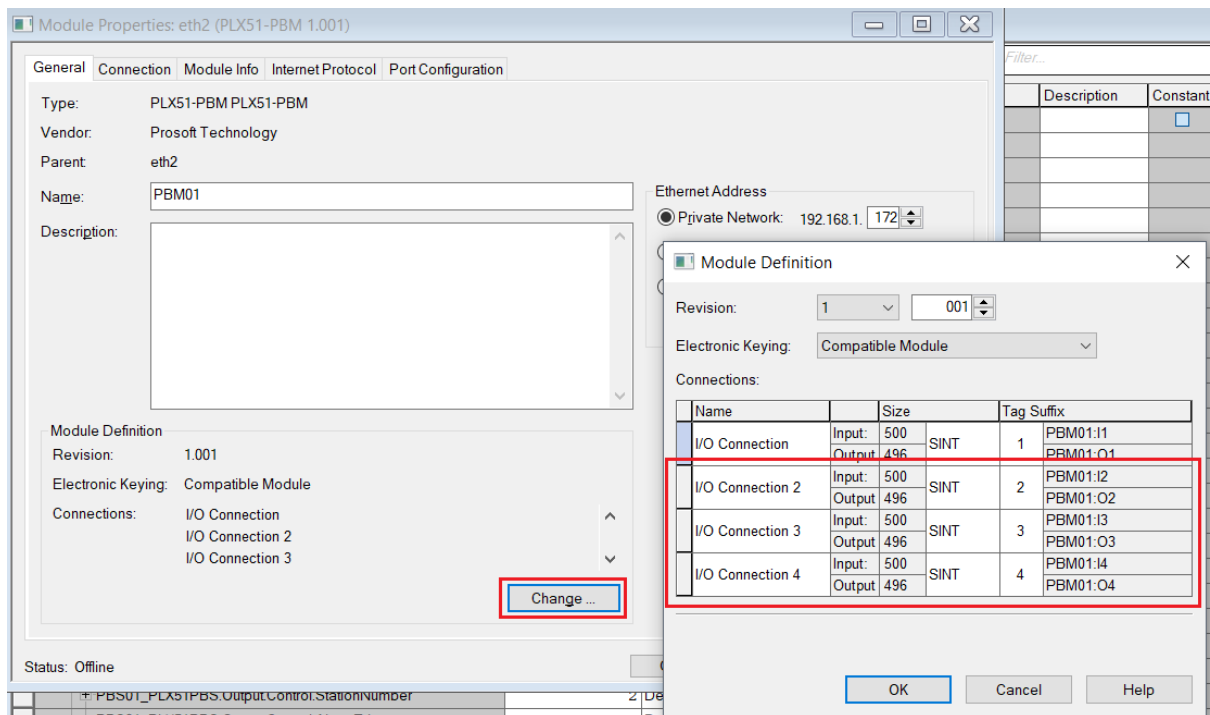 Module Properties: eth2 (PLX51-PBM 1.001)
General Connection Module Info Internet Protocol Port Configuration
Type: PLX51-PBM PLX51-PBM
Vendor: Prosoft Technology
Parent: eth2
Name: PBM01
Description:
Ethernet Address
Private Network: 192.168.1. 172
Module Definition
Revision: 1.001
Electronic Keying: Compatible Module
Connections: I/O Connection
I/O Connection 2
I/O Connection 3
Change ...
Status: Offline
Filter...
Description Constant
Module Definition
Revision: 1 001
Electronic Keying: Compatible Module
Connections:
Name Size Tag Suffix
I/O Connection Input: 500 SINT 1 PBM01:I1
Output 496 PBM01:O1
I/O Connection 2 Input: 500 SINT 2 PBM01:I2
Output 496 PBM01:O2
I/O Connection 3 Input: 500 SINT 3 PBM01:I3
Output 496 PBM01:O3
I/O Connection 4 Input: 500 SINT 4 PBM01:I4
Output 496 PBM01:O4
OK Cancel Help
PBS01_PLX51PBS.Output.Control.StationNumber 2 De